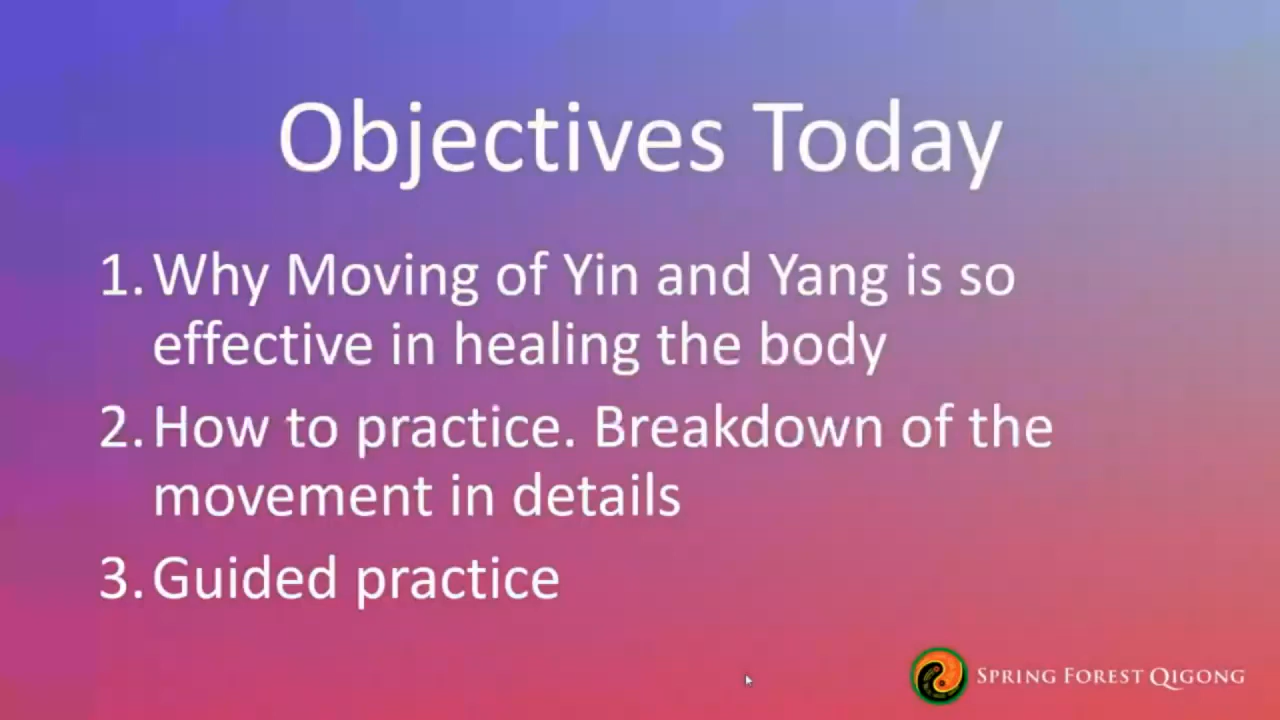 Objectives Today
1. Why Moving of Yin and Yang is so
effective in healing the body
2. How to practice. Breakdown of the
movement in details
3. Guided practice
SPRING FOREST QIGONG